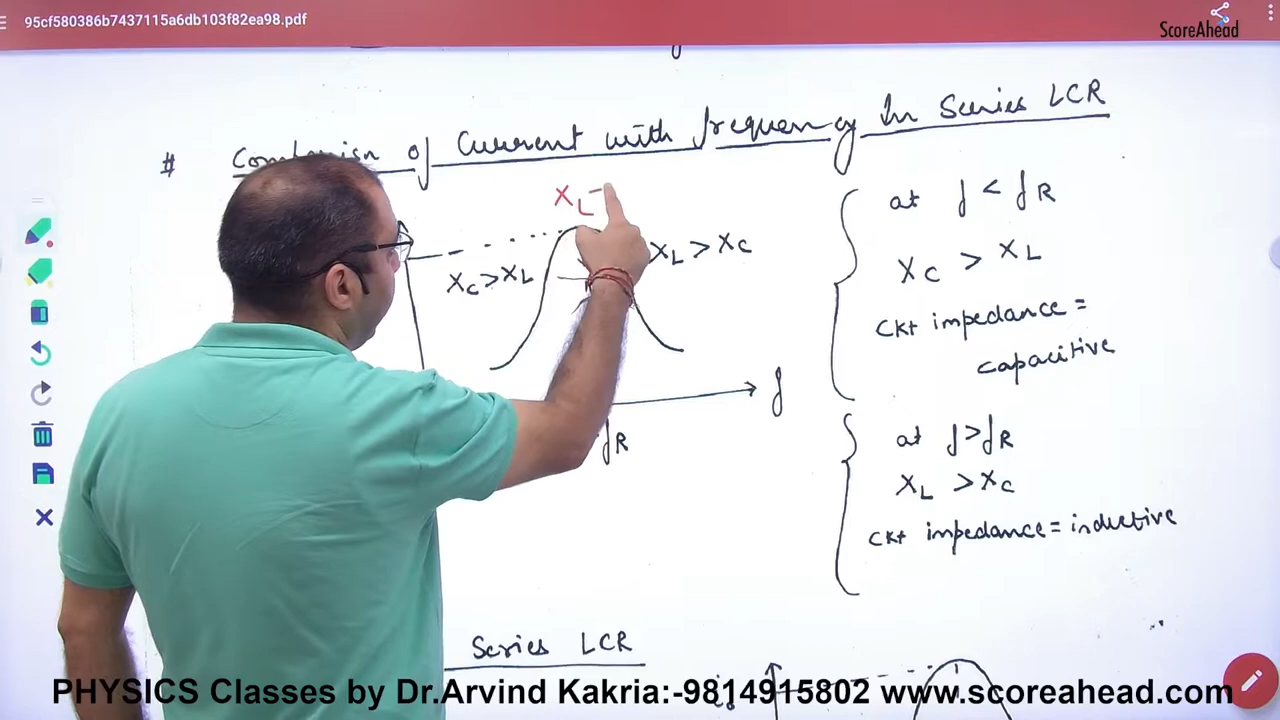 95cf580386b7437115a6db103f82ea98.pdf
ScoreAhead
# of Current with frequency In Series LCR
XL -
XC > XL
XL > XC
f
fR
at f < fR
XC > XL
Ckt impedance =
capacitive
at f > fR
XL > XC
Ckt impedance = inductive
Series LCR
PHYSICS Classes by Dr.Arvind Kakria:-9814915802 www.scoreahead.com